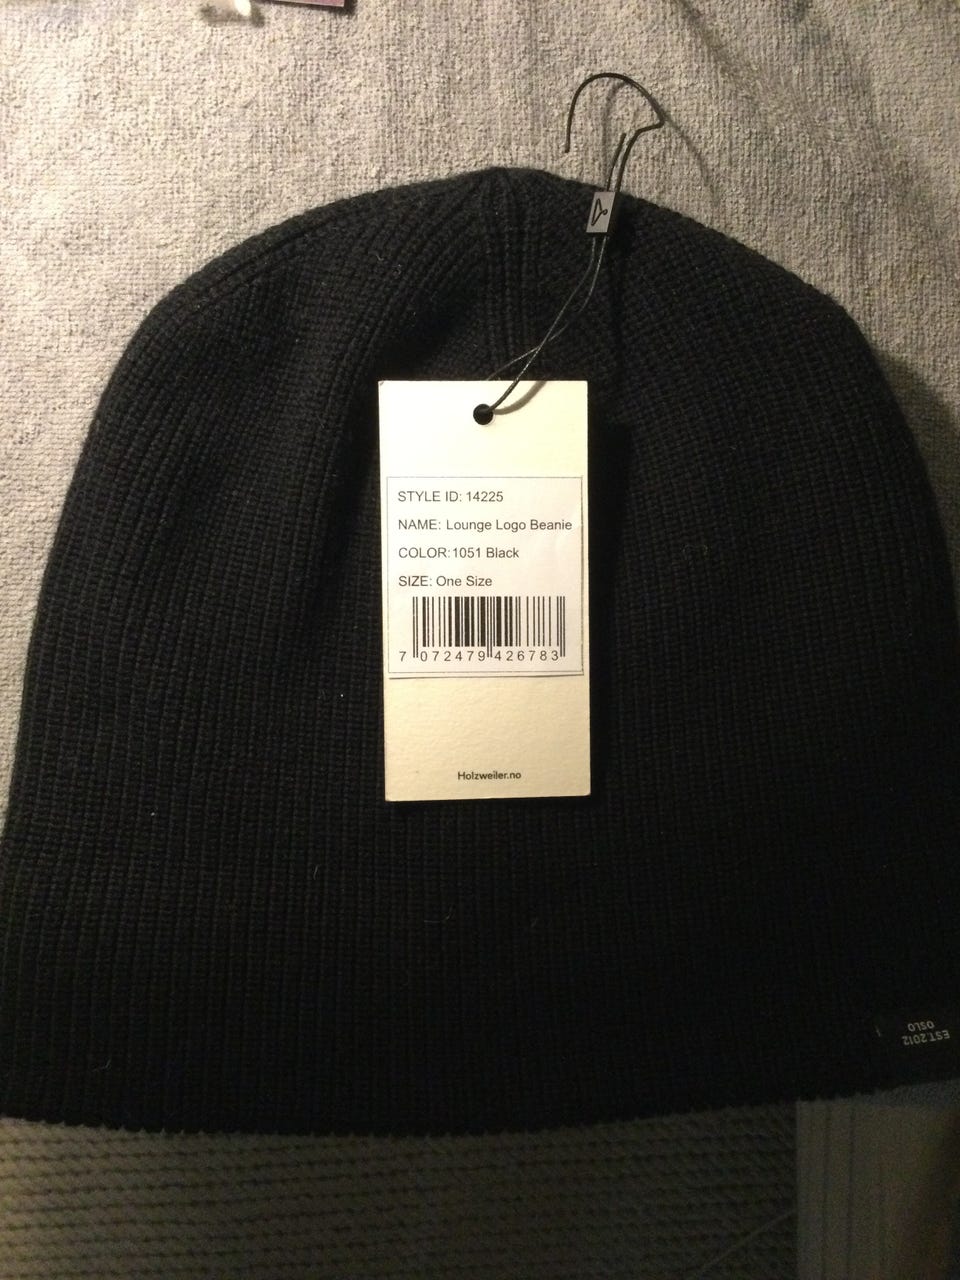 STYLE ID: 14225
NAME: Lounge Logo Beanie
COLOR: 1051 Black
SIZE: One Size
7 072479 426783
Holzweiler.no
EST.2012
OSLO